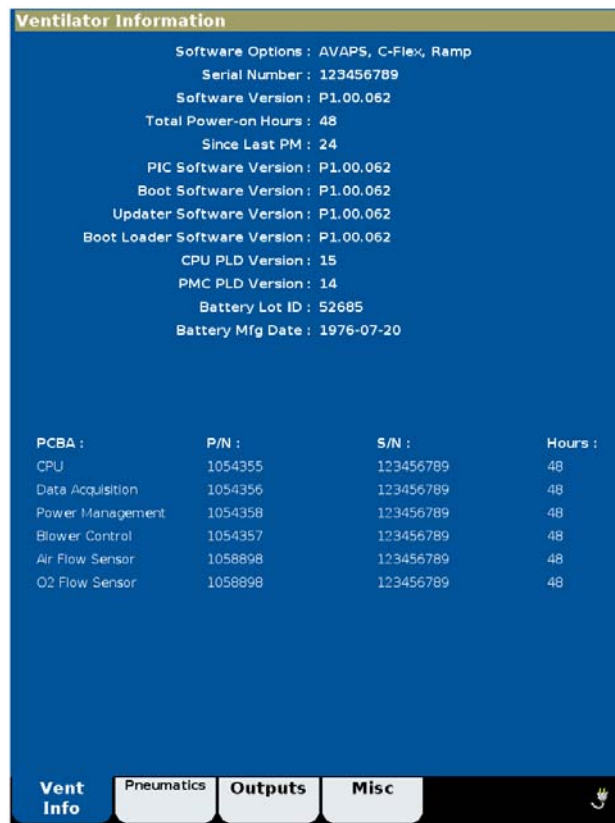 Ventilator Information
Software Options : AVAPS, C-Flex, Ramp
Serial Number : 123456789
Software Version : P1.00.062
Total Power-on Hours : 48
Since Last PM : 24
PIC Software Version : P1.00.062
Boot Software Version : P1.00.062
Updater Software Version : P1.00.062
Boot Loader Software Version : P1.00.062
CPU PLD Version : 15
PMC PLD Version : 14
Battery Lot ID : 52685
Battery Mfg Date : 1976-07-20
PCBA : P/N : S/N : Hours :
CPU 1054355 123456789 48
Data Acquisition 1054356 123456789 48
Power Management 1054358 123456789 48
Blower Control 1054357 123456789 48
Air Flow Sensor 1058898 123456789 48
O2 Flow Sensor 1058898 123456789 48
Vent Info
Pneumatics
Outputs
Misc